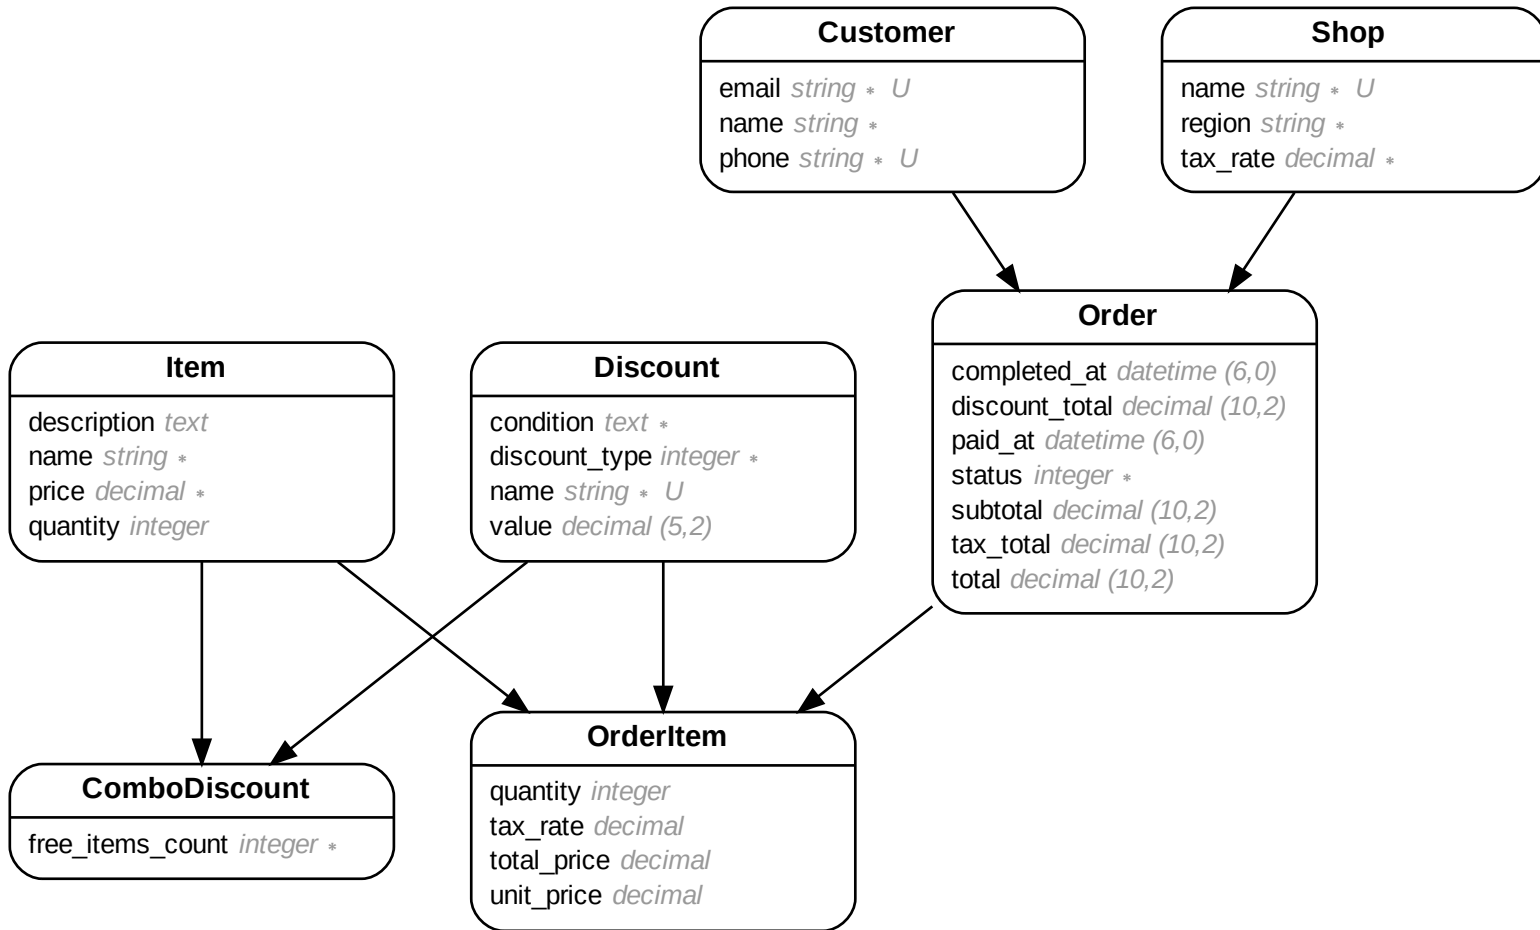 Customer
email string * U
name string *
phone string * U
Shop
name string * U
region string *
tax_rate decimal *
Order
completed_at datetime (6,0)
discount_total decimal (10,2)
paid_at datetime (6,0)
status integer *
subtotal decimal (10,2)
tax_total decimal (10,2)
total decimal (10,2)
Item
description text
name string *
price decimal *
quantity integer
Discount
condition text *
discount_type integer *
name string * U
value decimal (5,2)
ComboDiscount
free_items_count integer *
OrderItem
quantity integer
tax_rate decimal
total_price decimal
unit_price decimal